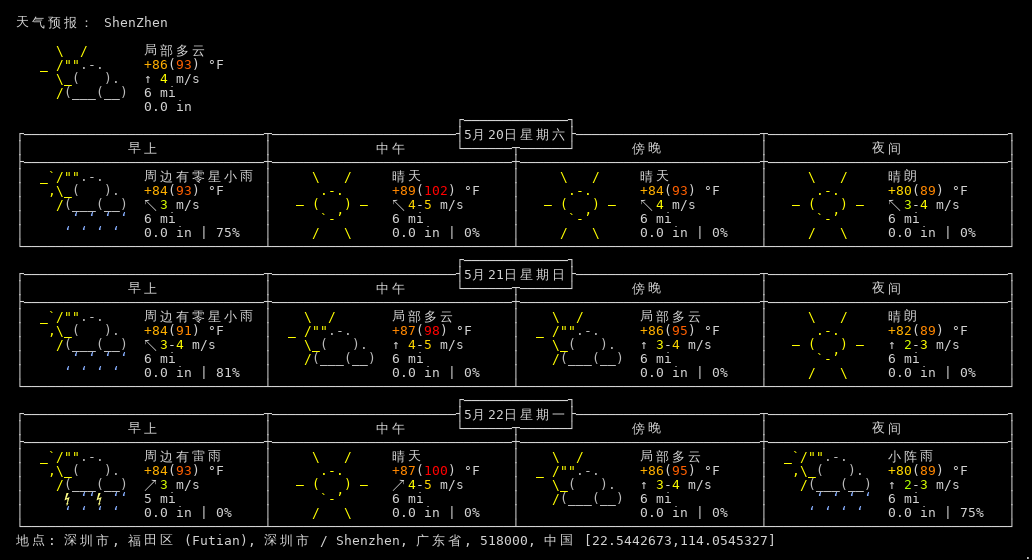 天气预报： ShenZhen
局部多云
+86(93) °F
↑ 4 m/s
6 mi
0.0 in
5月20日星期六
早上 中午 傍晚 夜间
周边有零星小雨 晴天 晴天 晴朗
+84(93) °F +89(102) °F +84(93) °F +80(89) °F
↖ 3 m/s ↖ 4-5 m/s ↖ 4 m/s ↖ 3-4 m/s
6 mi 6 mi 6 mi 6 mi
0.0 in | 75% 0.0 in | 0% 0.0 in | 0% 0.0 in | 0%
5月21日星期日
早上 中午 傍晚 夜间
周边有零星小雨 局部多云 局部多云 晴朗
+84(91) °F +87(98) °F +86(95) °F +82(89) °F
↖ 3-4 m/s ↑ 4-5 m/s ↑ 3-4 m/s ↑ 2-3 m/s
6 mi 6 mi 6 mi 6 mi
0.0 in | 81% 0.0 in | 0% 0.0 in | 0% 0.0 in | 0%
5月22日星期一
早上 中午 傍晚 夜间
周边有雷雨 晴天 局部多云 小阵雨
+84(93) °F +87(100) °F +86(95) °F +80(89) °F
↗ 3 m/s ↗ 4-5 m/s ↑ 3-4 m/s ↑ 2-3 m/s
5 mi 6 mi 6 mi 6 mi
0.0 in | 0% 0.0 in | 0% 0.0 in | 0% 0.0 in | 75%
地点: 深圳市, 福田区 (Futian), 深圳市 / Shenzhen, 广东省, 518000, 中国 [22.5442673,114.0545327]